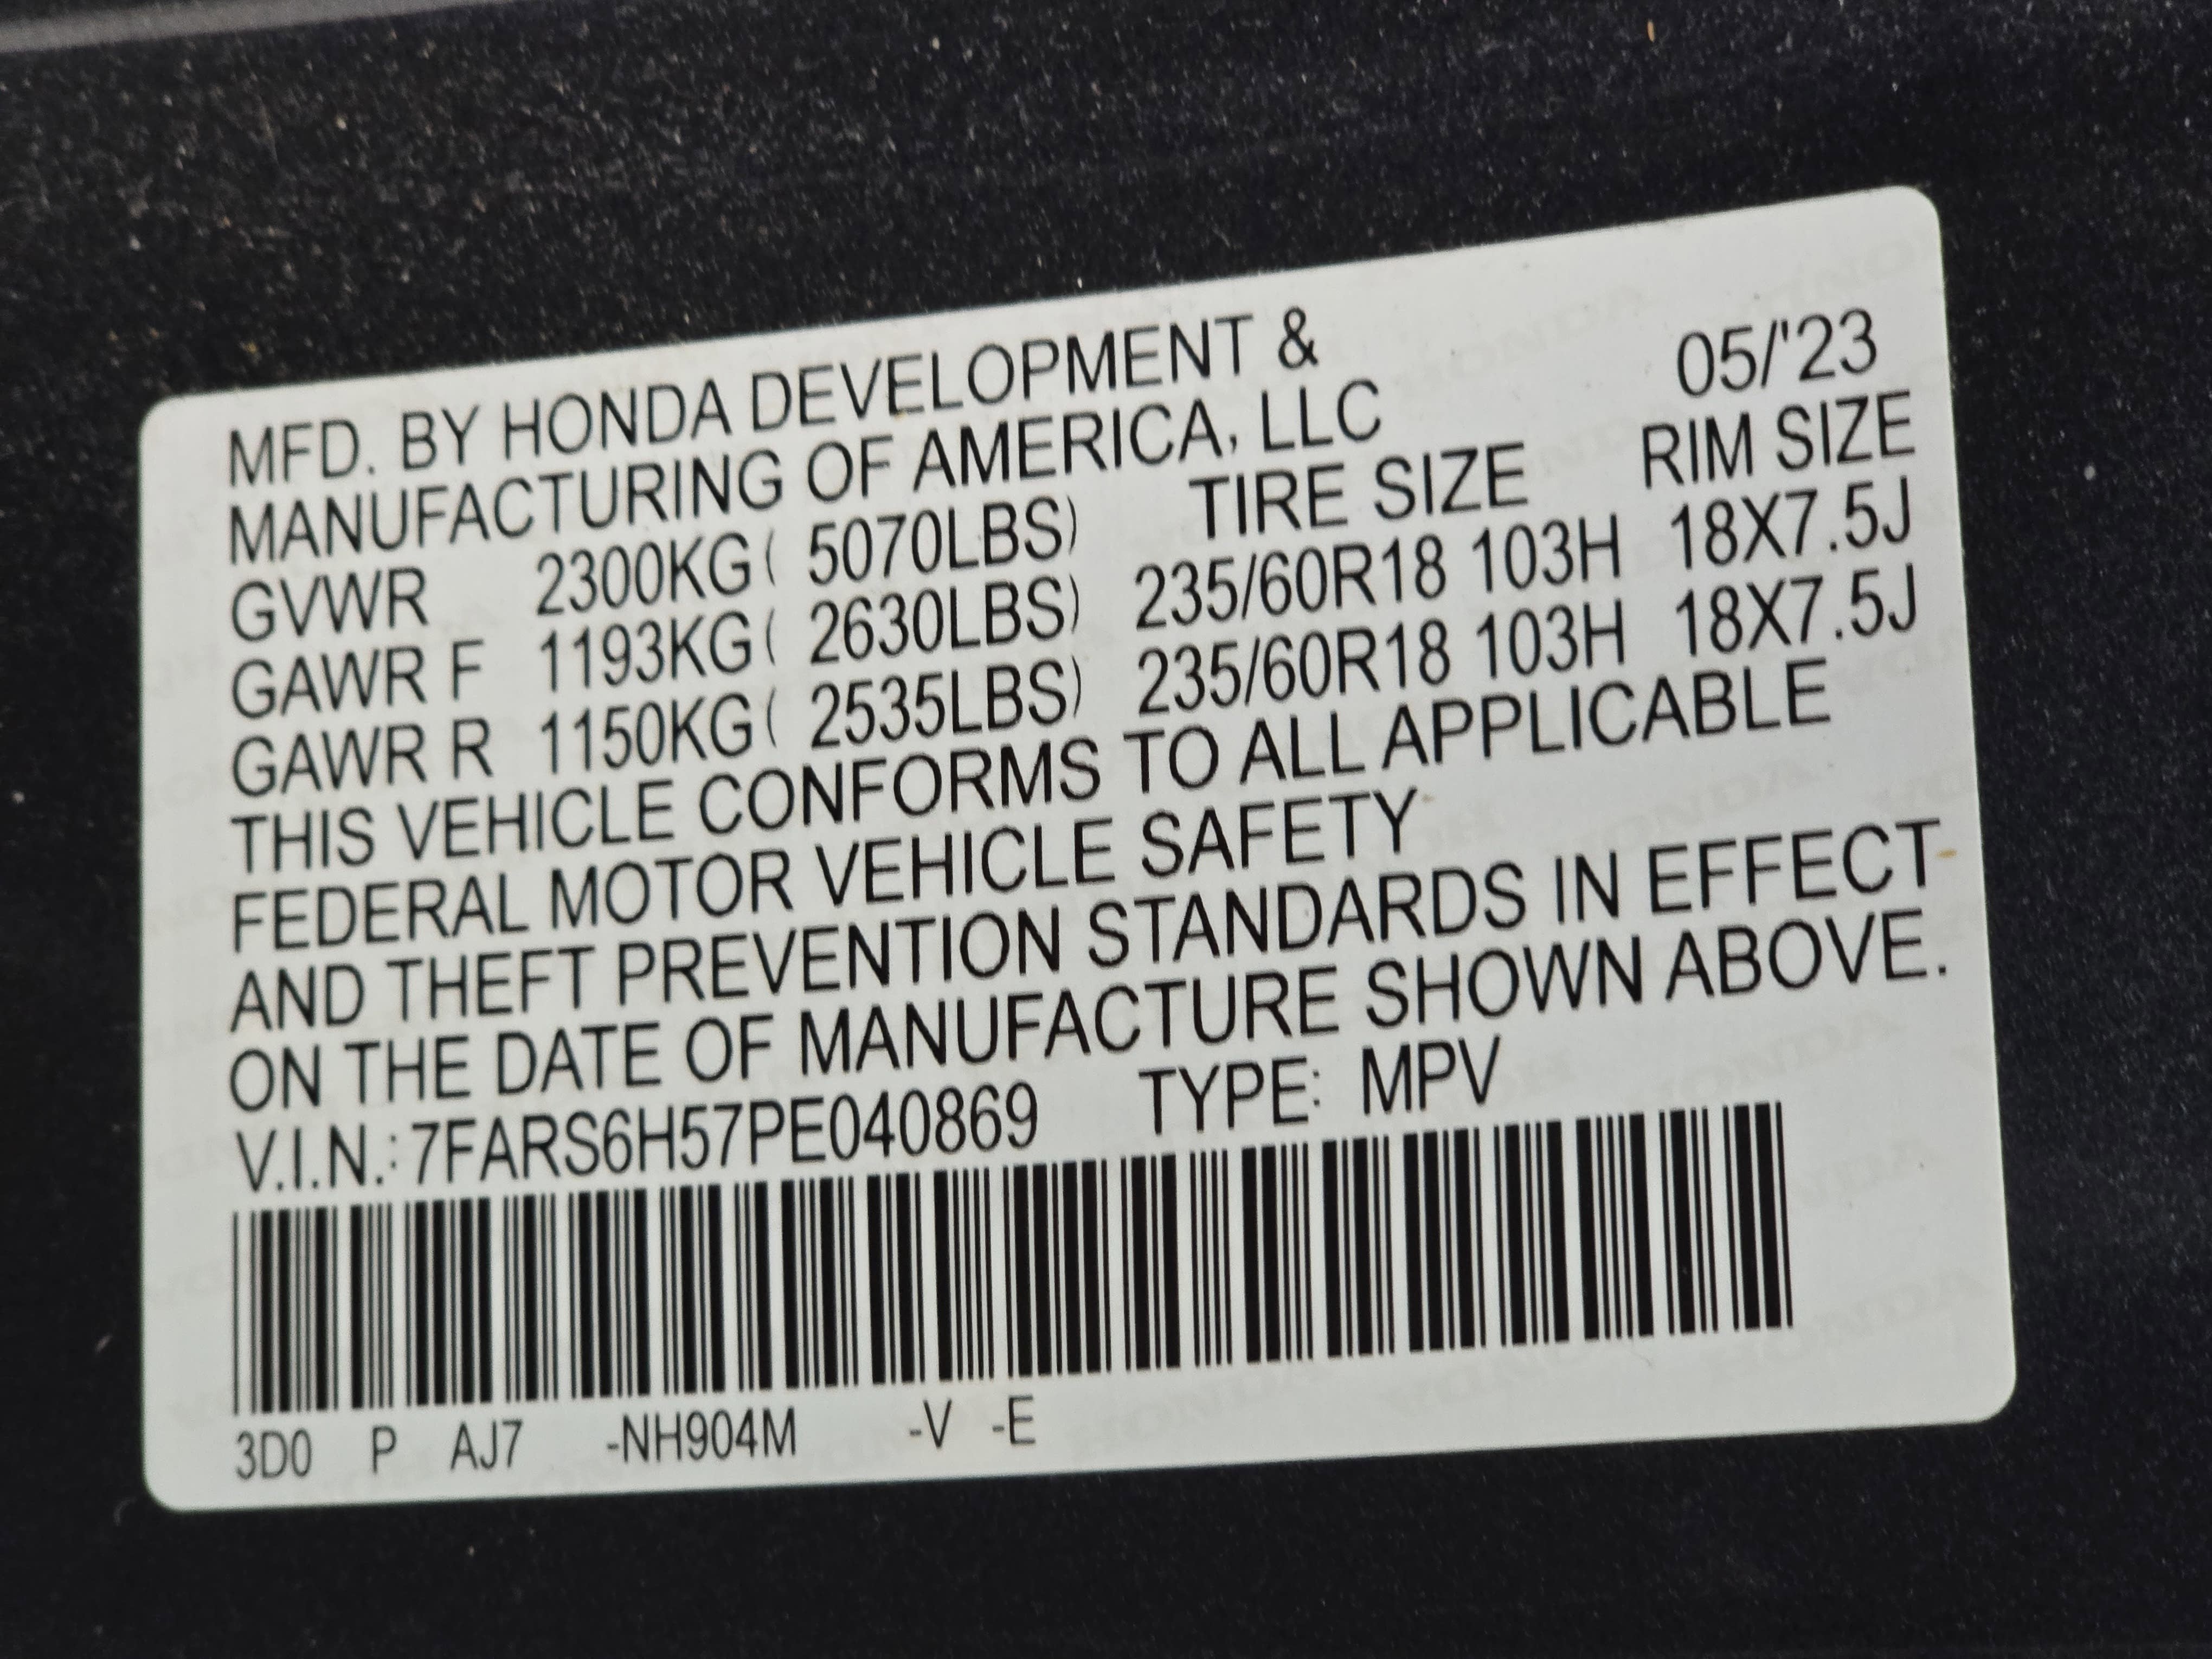 MFD. BY HONDA DEVELOPMENT &
MANUFACTURING OF AMERICA, LLC 05/'23
GVWR 2300KG( 5070LBS) TIRE SIZE RIM SIZE
GAWR F 1193KG( 2630LBS) 235/60R18 103H 18X7.5J
GAWR R 1150KG( 2535LBS) 235/60R18 103H 18X7.5J
THIS VEHICLE CONFORMS TO ALL APPLICABLE
FEDERAL MOTOR VEHICLE SAFETY
AND THEFT PREVENTION STANDARDS IN EFFECT
ON THE DATE OF MANUFACTURE SHOWN ABOVE.
V.I.N.: 7FARS6H57PE040869 TYPE: MPV
3D0 P AJ7 -NH904M -V -E